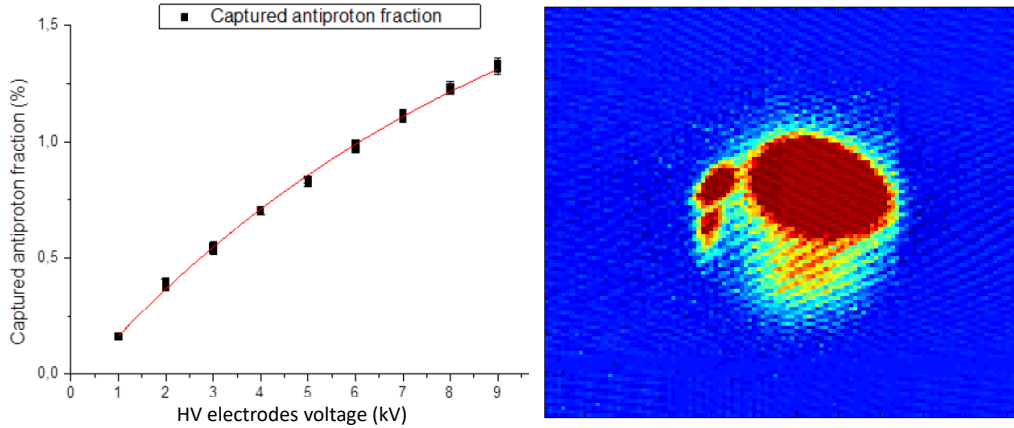 Captured antiproton fraction
1,5
1,0
0,5
0,0
Captured antiproton fraction (%)
0 1 2 3 4 5 6 7 8 9
HV electrodes voltage (kV)